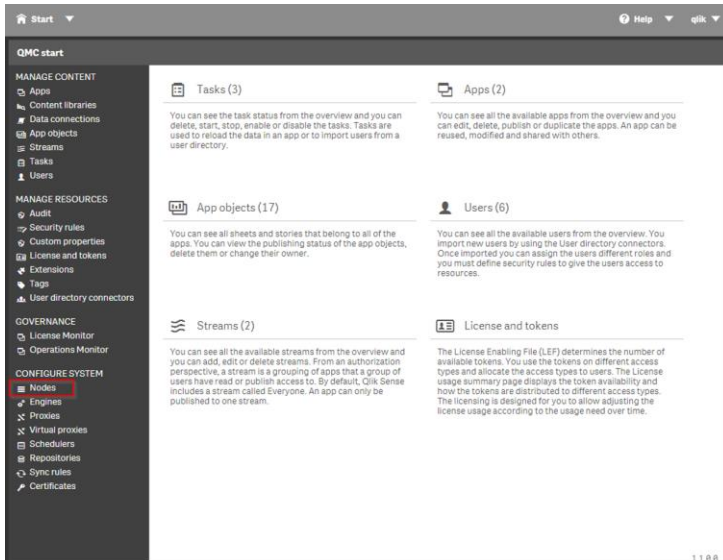 Start
Help
qlik
QMC start
MANAGE CONTENT
Apps
Content libraries
Data connections
App objects
Streams
Tasks
Users
MANAGE RESOURCES
Audit
Security rules
Custom properties
License and tokens
Extensions
Tags
User directory connectors
GOVERNANCE
License Monitor
Operations Monitor
CONFIGURE SYSTEM
Nodes
Engines
Proxies
Virtual proxies
Schedulers
Repositories
Sync rules
Certificates
Tasks (3)
You can see the task status from the overview and you can
delete, start, stop, enable or disable the tasks. Tasks are
used to reload the data in an app or to import users from a
user directory.
Apps (2)
You can see all the available apps from the overview and you
can edit, delete, publish or duplicate the apps. An app can be
reused, modified and shared with others.
App objects (17)
You can see all sheets and stories that belong to all of the
apps. You can view the publishing status of the app objects,
delete them or change their owner.
Users (6)
You can see all the available users from the overview. You
import new users by using the User directory connectors.
Once imported you can assign the users different roles and
you must define security rules to give the users access to
resources.
Streams (2)
You can see all the available streams from the overview and
you can add, edit or delete streams. From an authorization
perspective, a stream is a grouping of apps that a group of
users have read or publish access to. By default, Qlik Sense
includes a stream called Everyone. An app can only be
published to one stream.
License and tokens
The License Enabling File (LEF) determines the number of
available tokens. You use the tokens on different access
types and allocate the access types to users. The License
usage summary page displays the token availability and
how the tokens are distributed to different access types.
The licensing is designed for you to allow adjusting the
license usage according to the usage need over time.
1.1.0.0